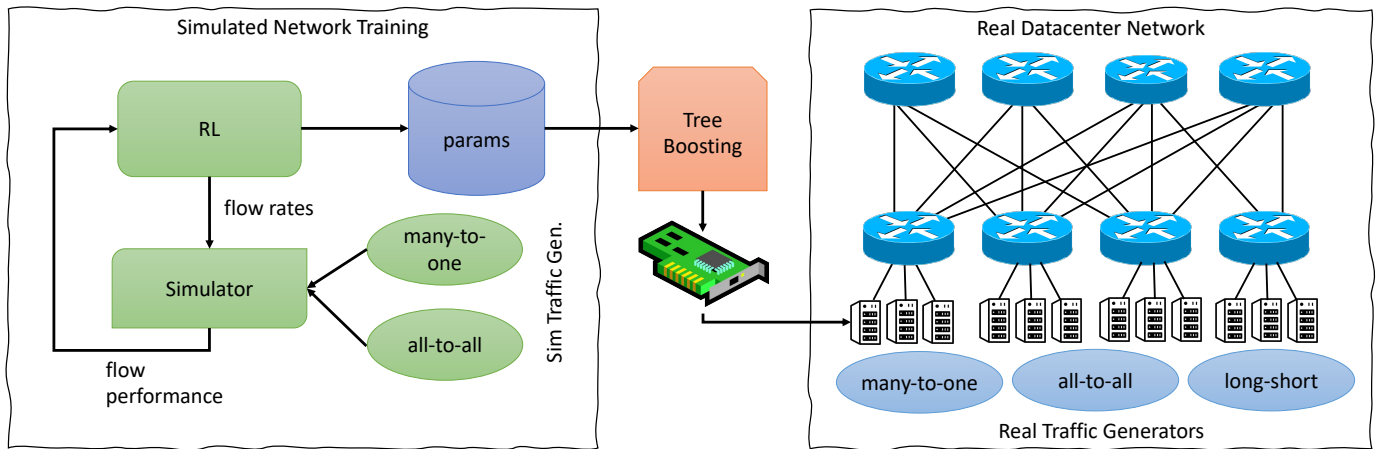 Simulated Network Training
RL
params
flow rates
Simulator
many-to-
one
all-to-all
Sim Traffic Gen.
flow
performance
Tree
Boosting
Real Datacenter Network
many-to-one
all-to-all
long-short
Real Traffic Generators